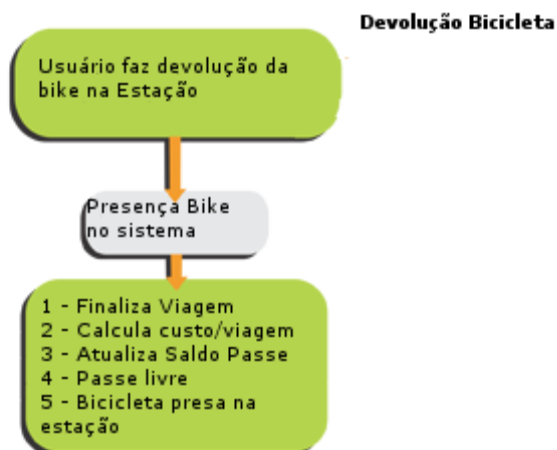 Devolução Bicicleta
Usuário faz devolução da
bike na Estação
Presença Bike
no sistema
1 - Finaliza Viagem
2 - Calcula custo/viagem
3 - Atualiza Saldo Passe
4 - Passe livre
5 - Bicicleta presa na
estação